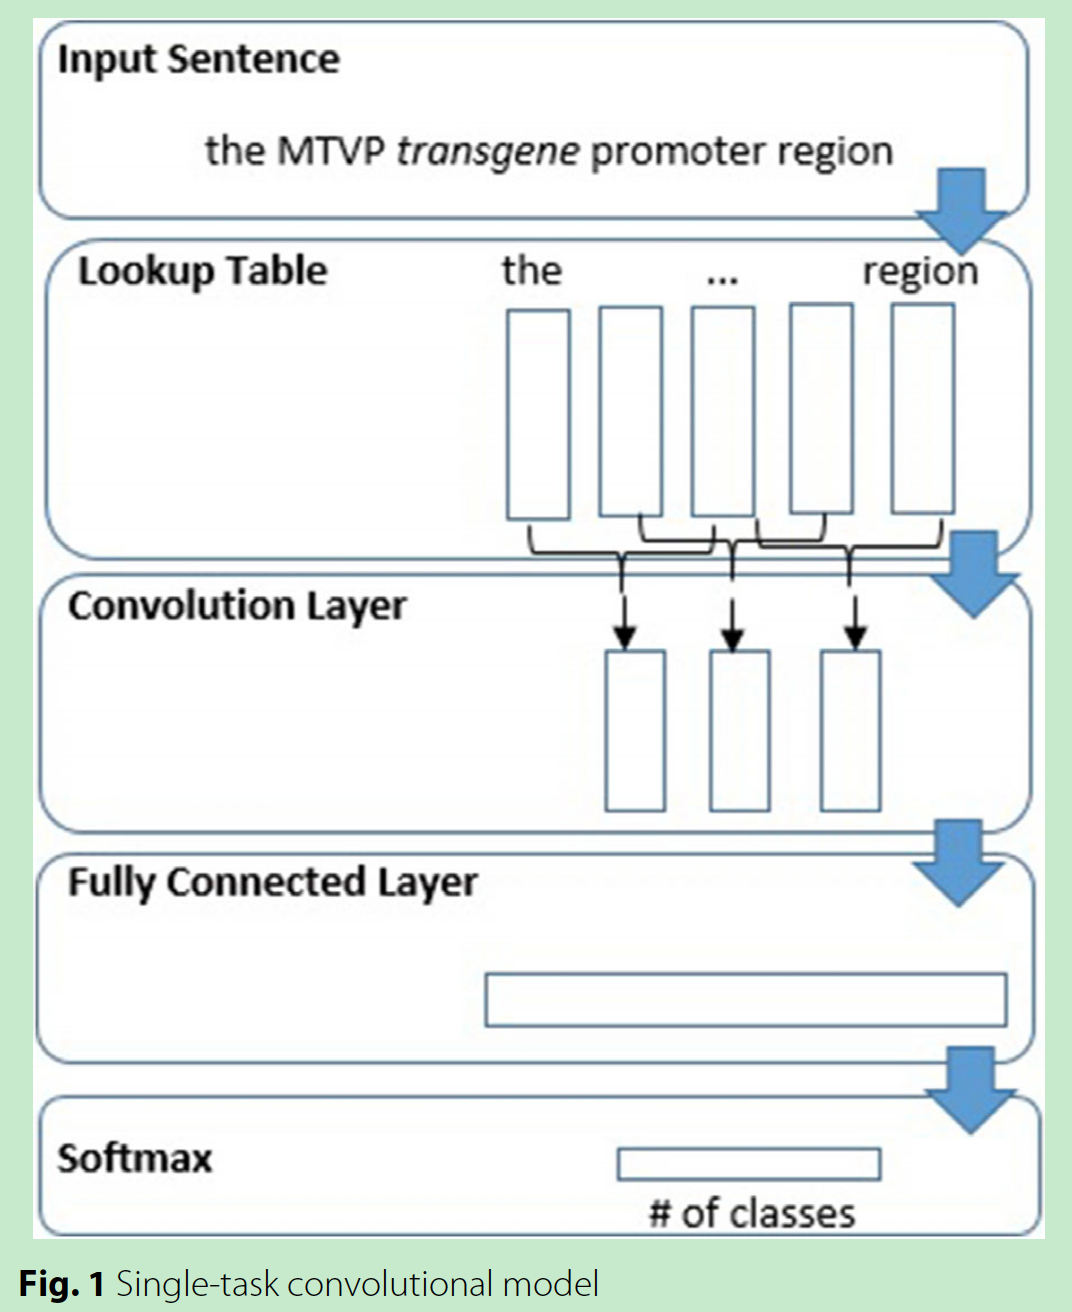 Input Sentence
the MTVP transgene promoter region
Lookup Table the ... region
Convolution Layer
Fully Connected Layer
Softmax
# of classes
Fig. 1 Single-task convolutional model